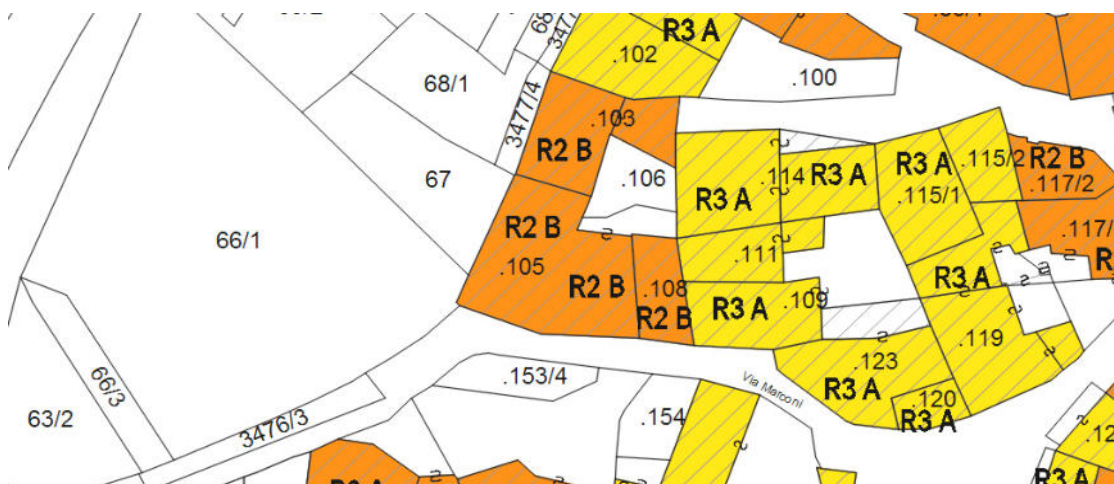 R3 A
.102
.100
68/1
3477/4
.103
R2 B
67
.106
R3 A
.114
R3 A
R3 A
.115/1
.115/2
R2 B
.117/2
66/1
R2 B
.105
R2 B
.111
.108
R2 B
R3 A
.109
R3 A
.119
.123
R3 A
.120
R3 A
Via Marconi
66/3
63/2
3476/3
.153/4
.154
R3 A